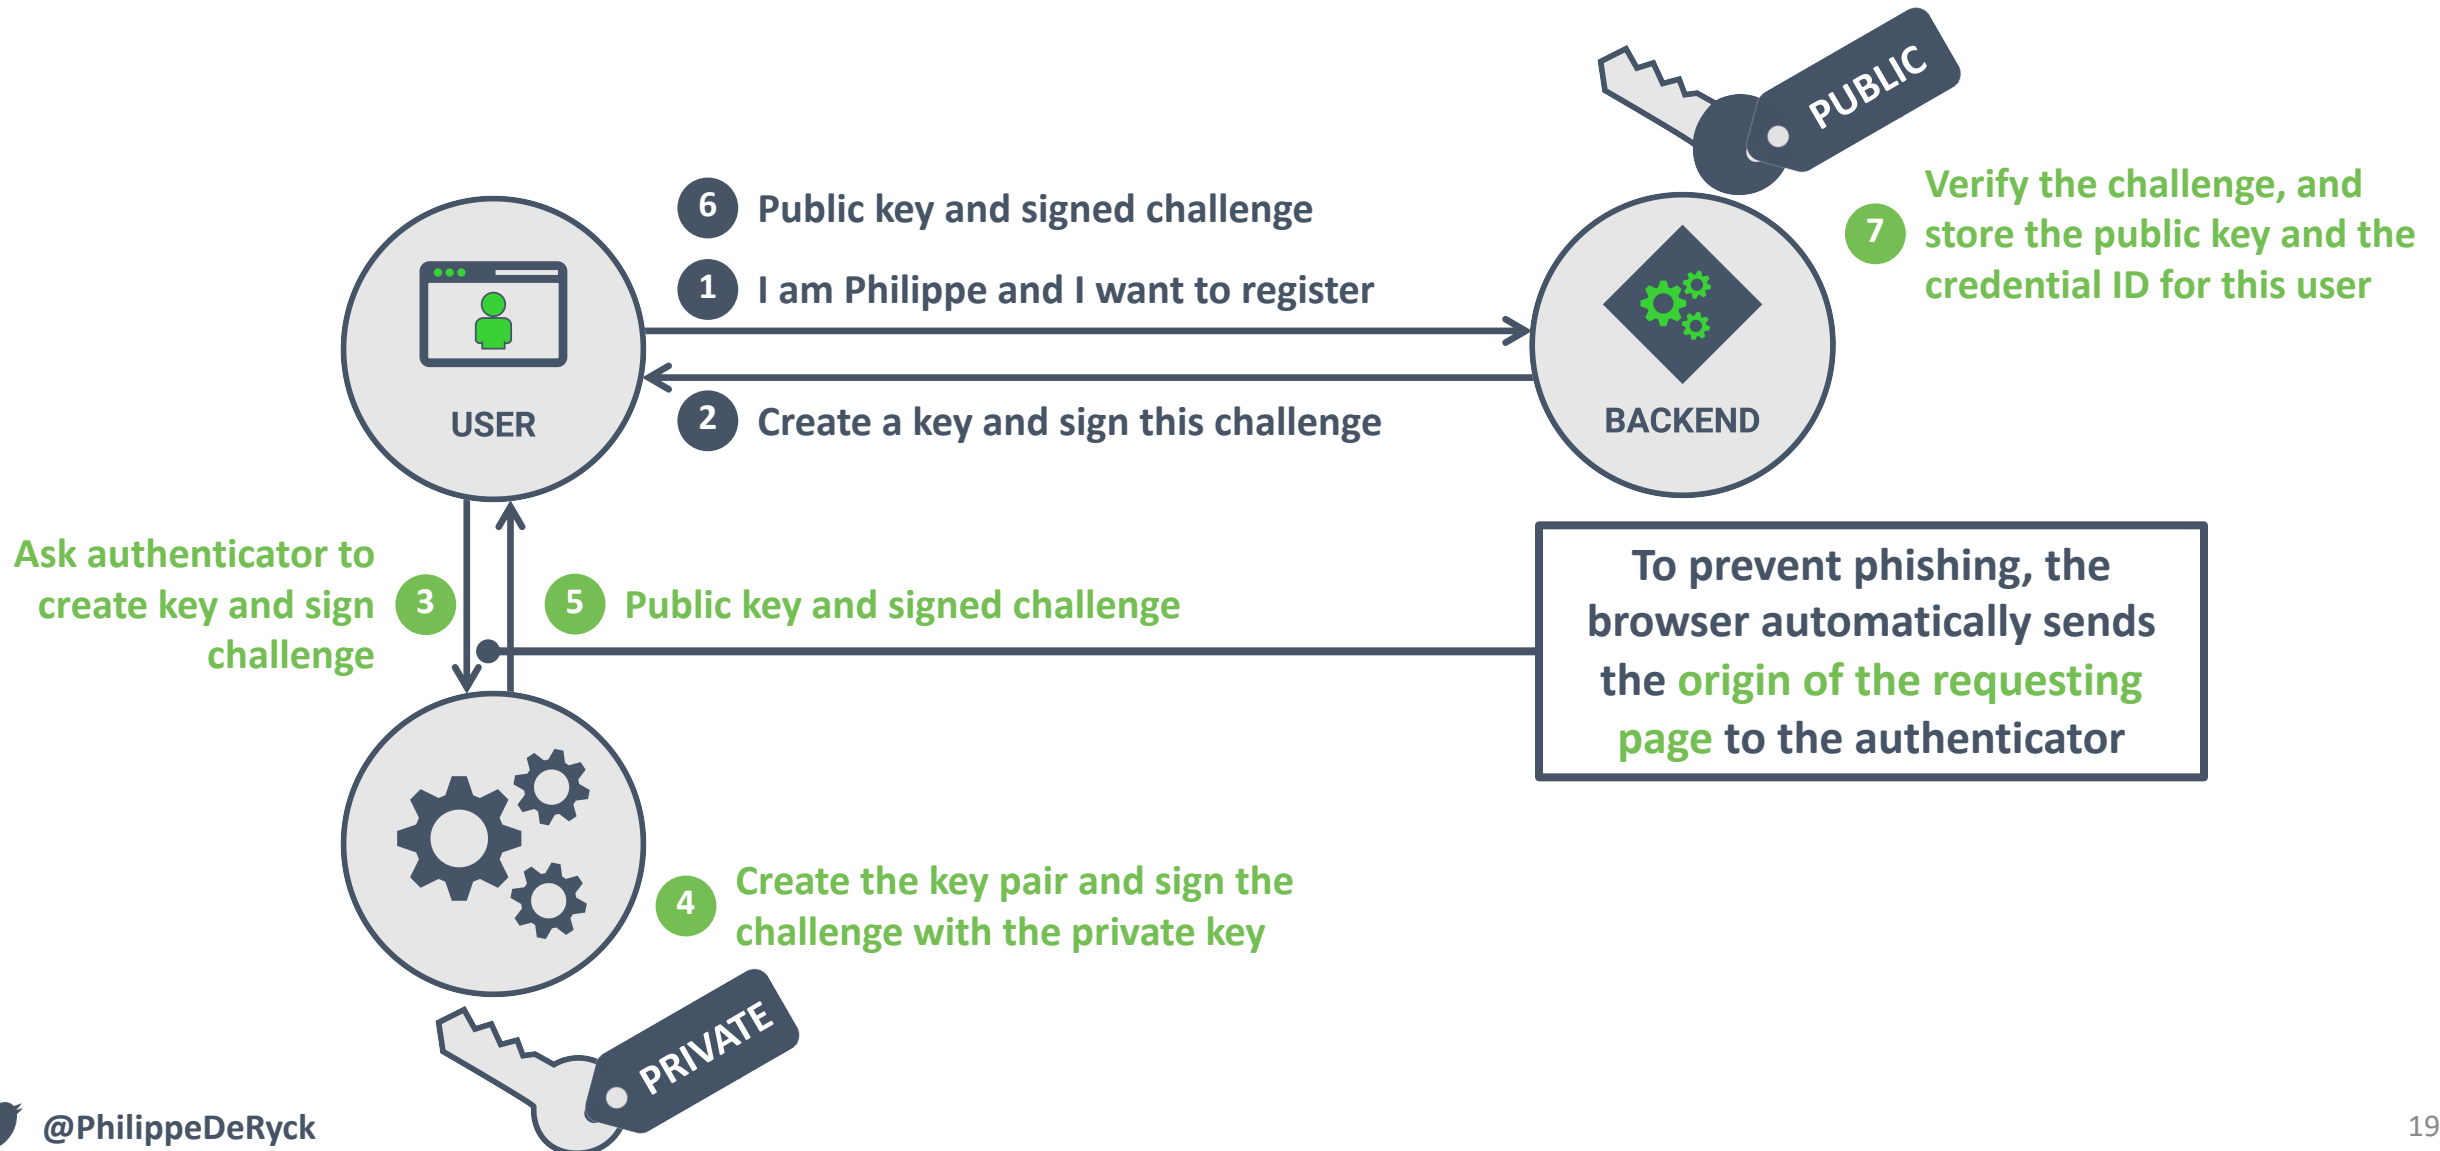 PUBLIC
6 Public key and signed challenge
1 I am Philippe and I want to register
2 Create a key and sign this challenge
USER
BACKEND
7 Verify the challenge, and
store the public key and the
credential ID for this user
Ask authenticator to
create key and sign
challenge
3
5 Public key and signed challenge
To prevent phishing, the
browser automatically sends
the origin of the requesting
page to the authenticator
4 Create the key pair and sign the
challenge with the private key
PRIVATE
@PhilippeDeRyck
19